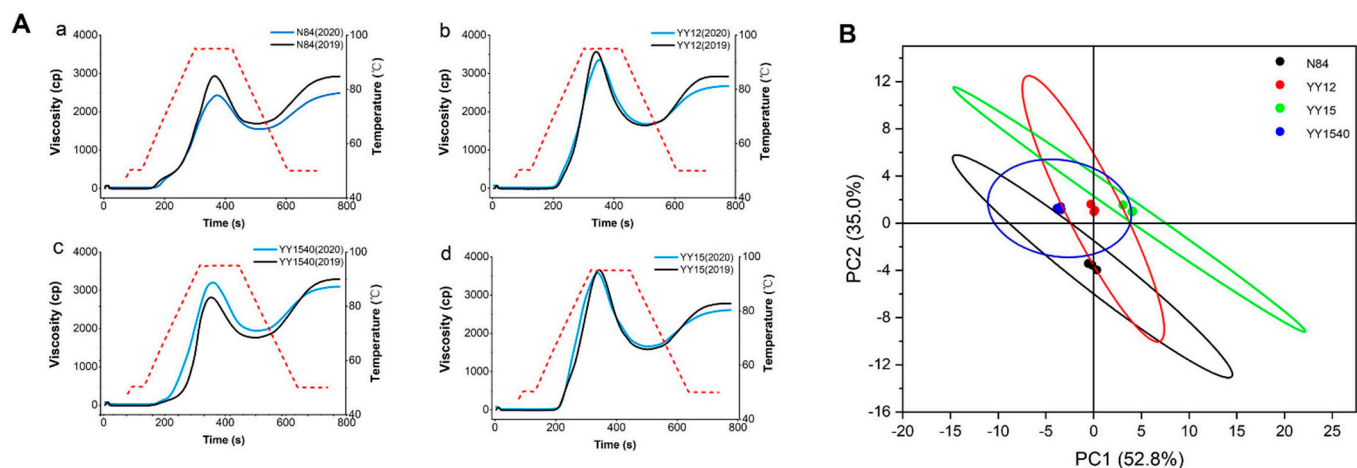 A
a
N84(2020)
N84(2019)
Viscosity (cp)
4000
3000
2000
1000
0
100
80
60
40
Temperature (℃)
0 200 400 600 800
Time (s)
b
YY12(2020)
YY12(2019)
Viscosity (cp)
4000
3000
2000
1000
0
100
80
60
40
Temperature (℃)
0 200 400 600 800
Time (s)
c
YY1540(2020)
YY1540(2019)
Viscosity (cp)
4000
3000
2000
1000
0
100
80
60
40
Temperature (℃)
0 200 400 600 800
Time (s)
d
YY15(2020)
YY15(2019)
Viscosity (cp)
4000
3000
2000
1000
0
100
80
60
40
Temperature (℃)
0 200 400 600 800
Time (s)
B
N84
YY12
YY15
YY1540
PC2 (35.0%)
12
8
4
0
-4
-8
-12
-16
-20 -15 -10 -5 0 5 10 15 20 25
PC1 (52.8%)